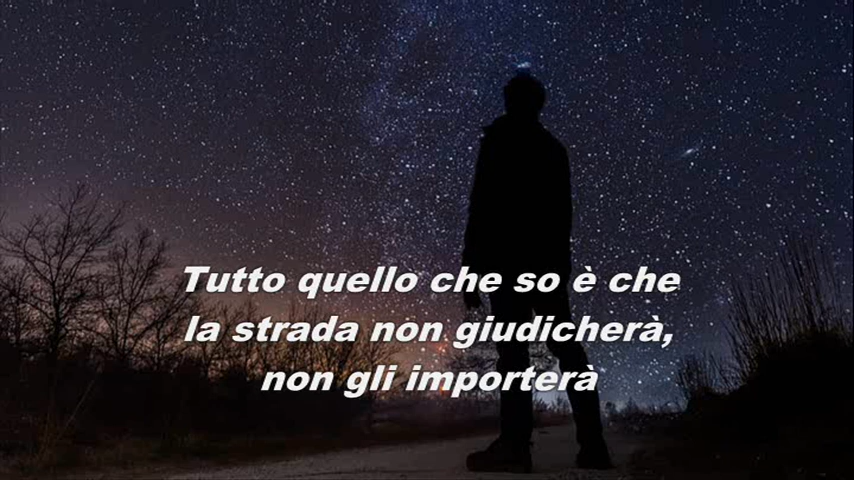 Tutto quello che so è che
la strada non giudicherà,
non gli importerà